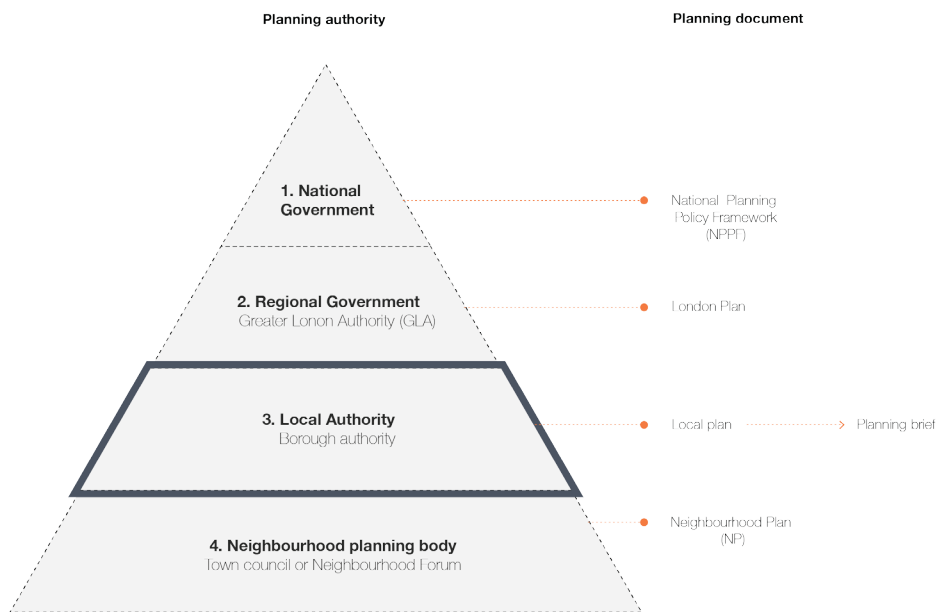 Planning authority
Planning document
1. National
Government
National Planning
Policy Framework
(NPPF)
2. Regional Government
Greater Lonon Authority (GLA)
London Plan
3. Local Authority
Borough authority
Local plan
Planning brief
4. Neighbourhood planning body
Town council or Neighbourhood Forum
Neighbourhood Plan
(NP)